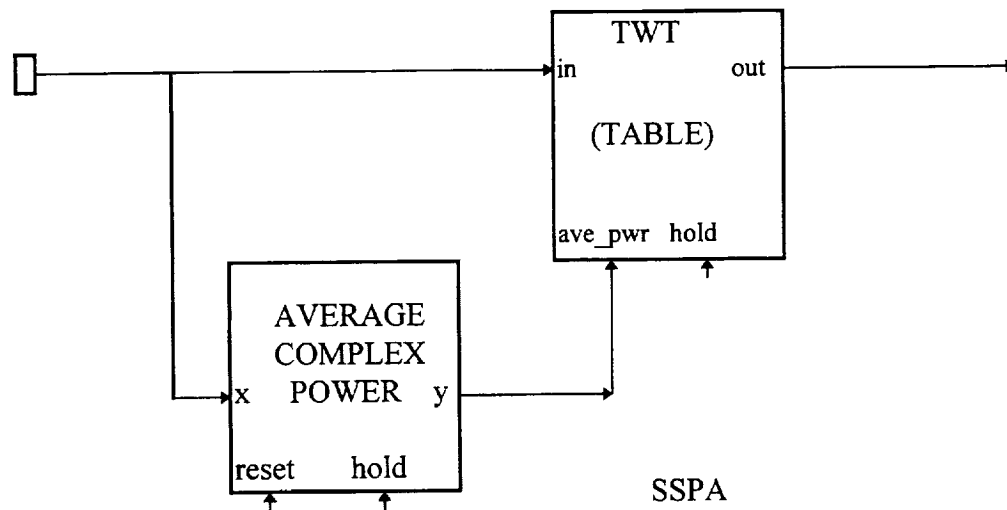 TWT
in out
(TABLE)
ave_pwr hold
AVERAGE
COMPLEX
x POWER y
reset hold
SSPA